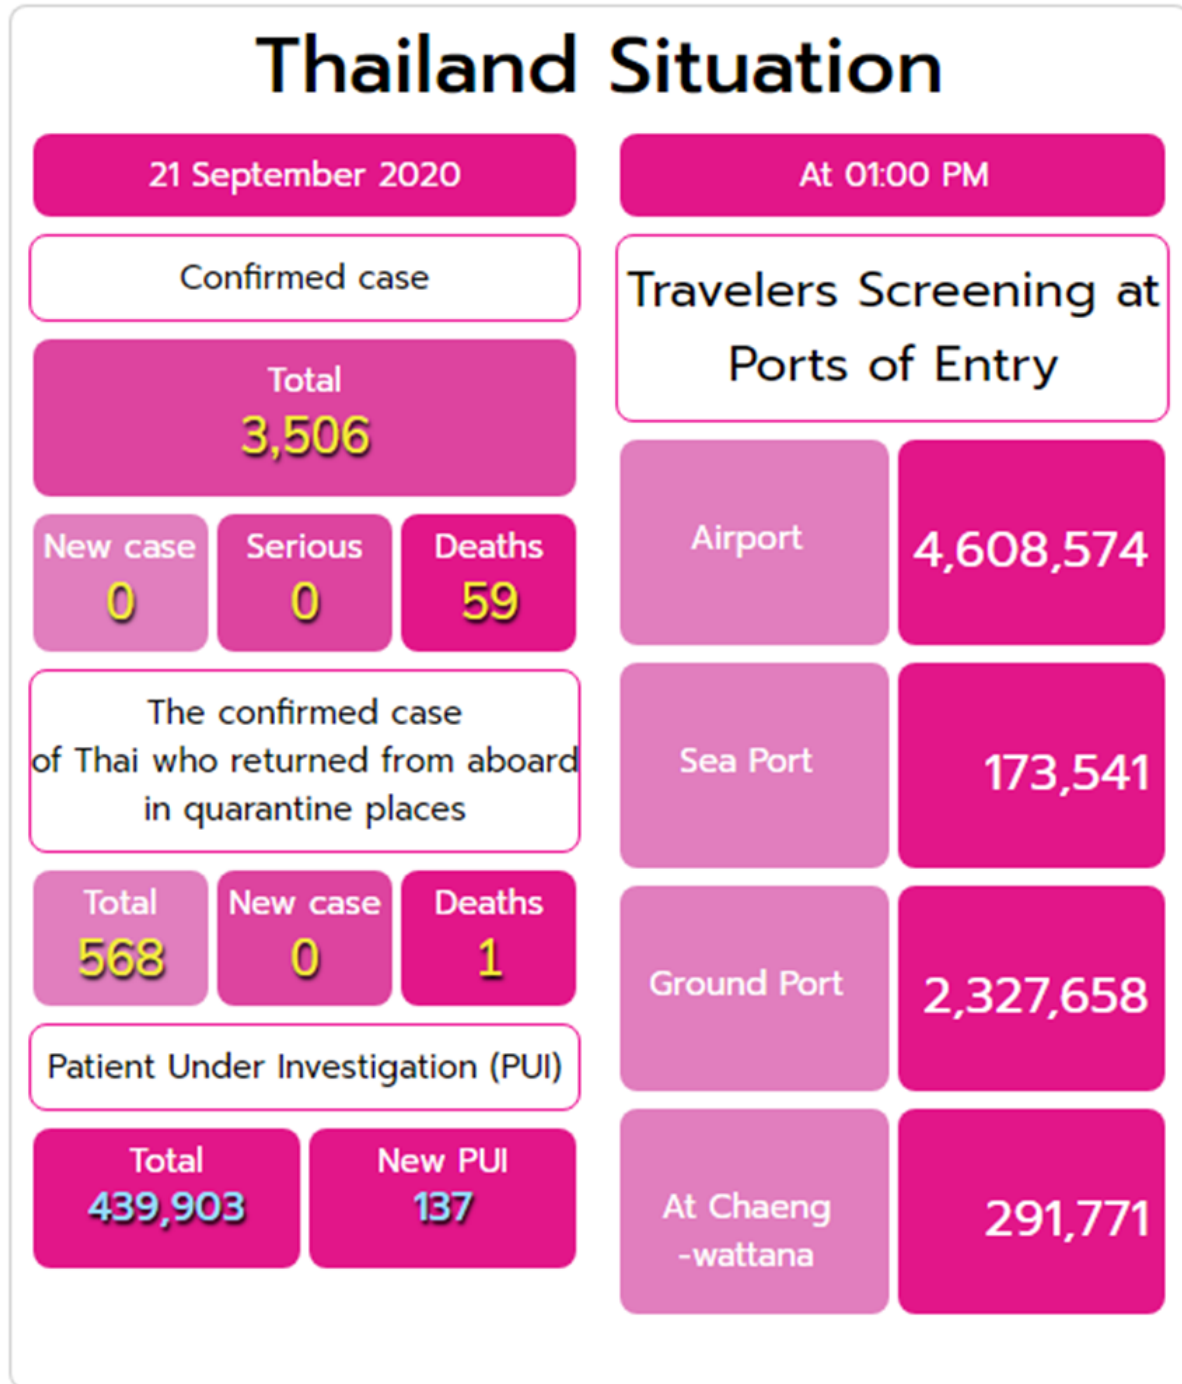 Thailand Situation
21 September 2020
At 01:00 PM
Confirmed case
Total
3,506
New case
0
Serious
0
Deaths
59
The confirmed case
of Thai who returned from aboard
in quarantine places
Total
568
New case
0
Deaths
1
Patient Under Investigation (PUI)
Total
439,903
New PUI
137
Travelers Screening at
Ports of Entry
Airport
4,608,574
Sea Port
173,541
Ground Port
2,327,658
At Chaeng
-wattana
291,771